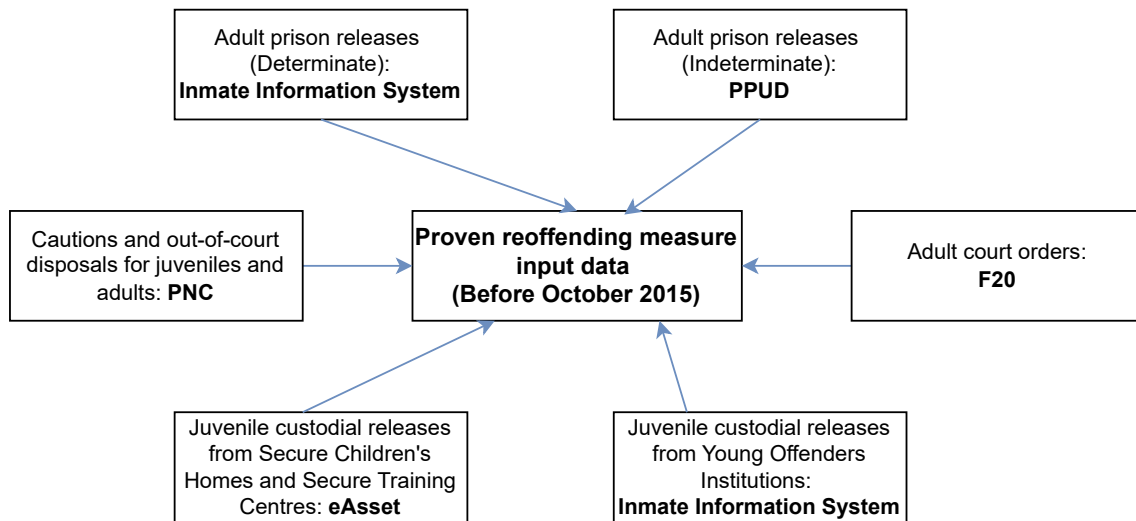 Adult prison releases
(Determinate):
Inmate Information System
Adult prison releases
(Indeterminate):
PPUD
Cautions and out-of-court
disposals for juveniles and
adults: PNC
Proven reoffending measure
input data
(Before October 2015)
Adult court orders:
F20
Juvenile custodial releases
from Secure Children's
Homes and Secure Training
Centres: eAsset
Juvenile custodial releases
from Young Offenders
Institutions:
Inmate Information System